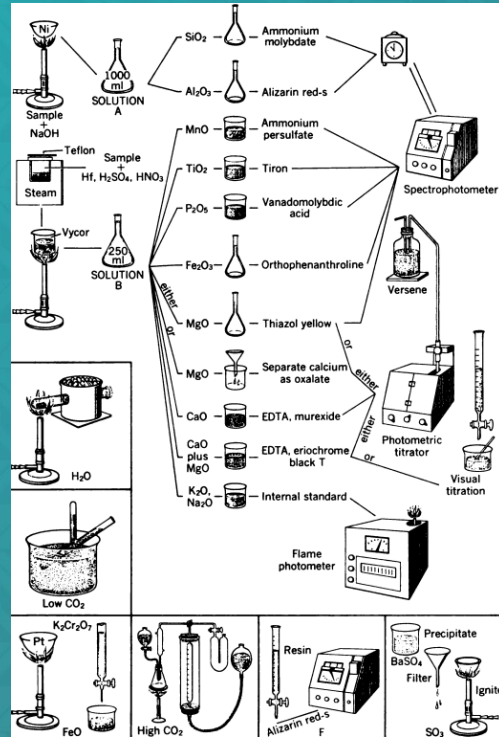 Ni
Sample
+
NaOH
1000
ml
SOLUTION
A
SiO₂
Ammonium
molybdate
Al₂O₃
Alizarin red-s
MnO
Ammonium
persulfate
TiO₂
Tiron
P₂O₅
Vanadomolybdic
acid
Fe₂O₃
Orthophenanthroline
either
MgO
Thiazol yellow
or
MgO
Separate calcium
as oxalate
CaO
EDTA, murexide
CaO
plus
MgO
EDTA, eriochrome
black T
K₂O,
Na₂O
Internal standard
Teflon
Sample
+
Hf, H₂SO₄, HNO₃
Steam
Vycor
250
ml
SOLUTION
B
Spectrophotometer
Versene
or
either
Photometric
titrator
either
or
Visual
titration
Flame
photometer
H₂O
Low CO₂
Pt
K₂Cr₂O₇
FeO
High CO₂
Resin
Alizarin red-s
F
BaSO₄
Precipitate
Filter
Ignite
SO₃